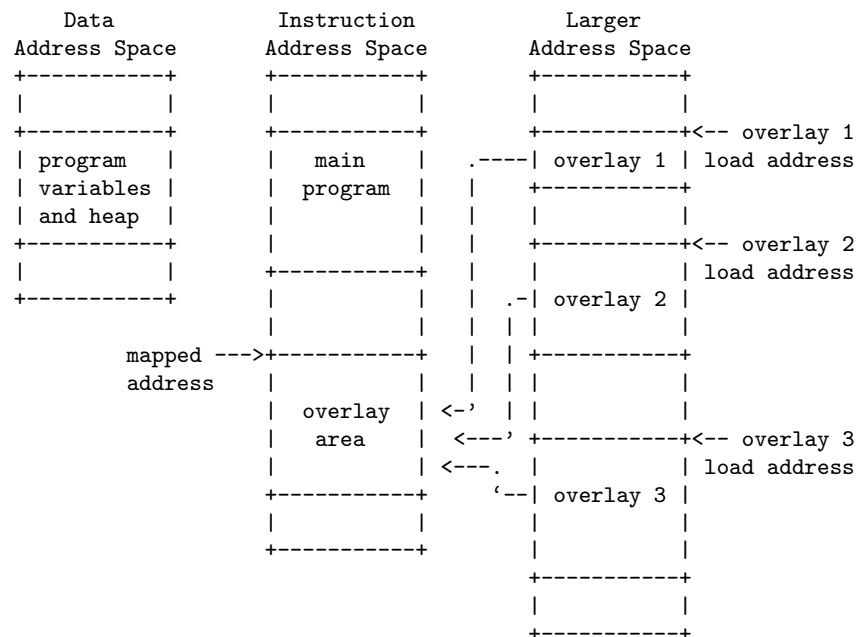 Data             Instruction            Larger
Address Space       Address Space        Address Space
+-----------+       +-----------+        +-----------+
|           |       |           |        |           |
+-----------+       +-----------+        +-----------+<-- overlay 1
| program   |       |   main    |   .----| overlay 1 | load address
| variables |       |  program  |   |    +-----------+
| and heap  |       |           |   |    |           |
+-----------+       |           |   |    +-----------+<-- overlay 2
|           |       +-----------+   |    |           | load address
+-----------+       |           |   |  .-| overlay 2 |
                    |           |   |  | |           |
         mapped --->+-----------+   |  | +-----------+
         address    |           |   |  | |           |
                    |  overlay  | <-'  | |           |
                    |   area    |  <---' +-----------+<-- overlay 3
                    |           | <---.  |           | load address
                    +-----------+     ‘--| overlay 3 |
                    |           |        |           |
                    +-----------+        |           |
                                         +-----------+
                                         |           |
                                         +-----------+